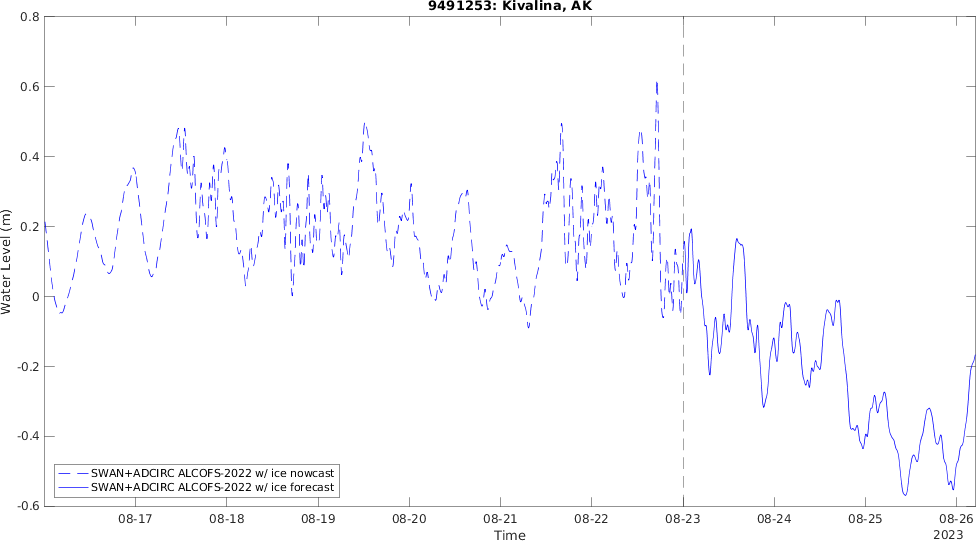 9491253: Kivalina, AK
Water Level (m)
0.8
0.6
0.4
0.2
0
-0.2
-0.4
-0.6
SWAN+ADCIRC ALCOFS-2022 w/ ice nowcast
SWAN+ADCIRC ALCOFS-2022 w/ ice forecast
08-17 08-18 08-19 08-20 08-21 08-22 08-23 08-24 08-25 08-26
Time
2023